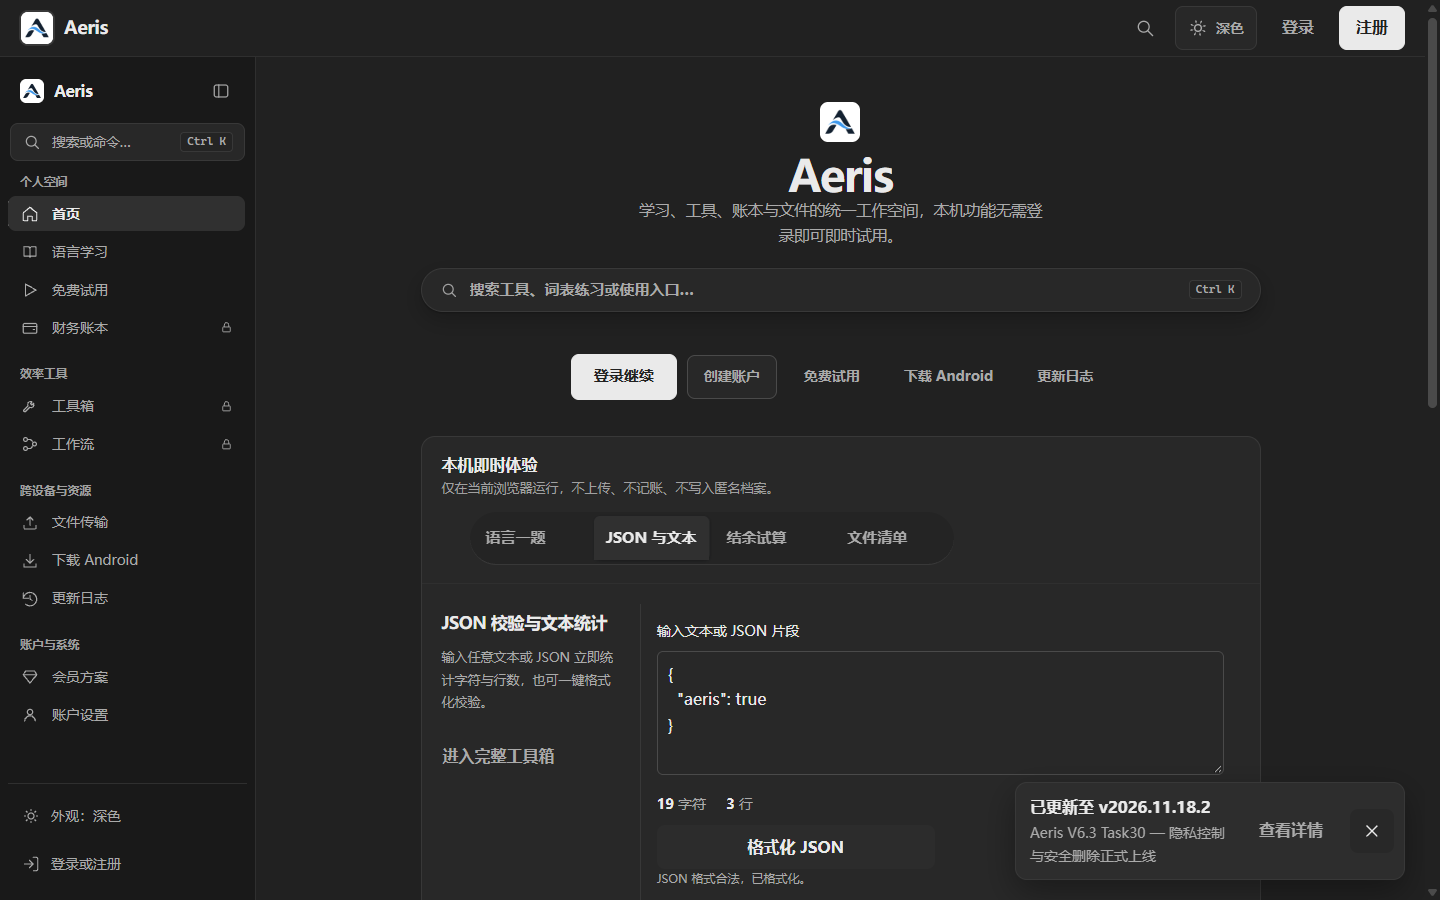 Aeris
深色
登录
注册
Aeris
搜索或命令...
Ctrl K
个人空间
首页
语言学习
免费试用
财务账本
效率工具
工具箱
工作流
跨设备与资源
文件传输
下载 Android
更新日志
账户与系统
会员方案
账户设置
外观：深色
登录或注册
Aeris
学习、工具、账本与文件的统一工作空间，本机功能无需登
录即可即时试用。
搜索工具、词表练习或使用入口...
Ctrl K
登录继续
创建账户
免费试用
下载 Android
更新日志
本机即时体验
仅在当前浏览器运行，不上传、不记账、不写入匿名档案。
语言一题
JSON 与文本
结余试算
文件清单
JSON 校验与文本统计
输入任意文本或 JSON 立即统
计字符与行数，也可一键格式
化校验。
进入完整工具箱
输入文本或 JSON 片段
{
"aeris": true
}
19 字符 3 行
格式化 JSON
JSON 格式合法，已格式化。
已更新至 v2026.11.18.2
Aeris V6.3 Task30 — 隐私控制
与安全删除正式上线
查看详情